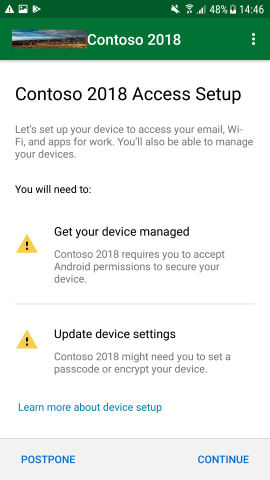 48% 14:46
Contoso 2018
Contoso 2018 Access Setup
Let's set up your device to access your email, Wi-
Fi, and apps for work. You'll also be able to manage
your devices.
You will need to:
Get your device managed
Contoso 2018 requires you to accept
Android permissions to secure your
device.
Update device settings
Contoso 2018 might need you to set a
passcode or encrypt your device.
Learn more about device setup
POSTPONE
CONTINUE